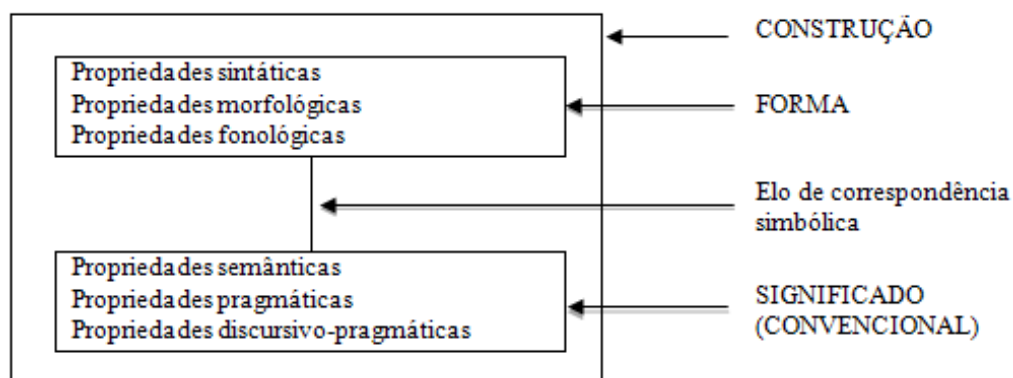 CONSTRUÇÃO
Propriedades sintáticas
Propriedades morfológicas
Propriedades fonológicas
FORMA
Elo de correspondência
simbólica
Propriedades semânticas
Propriedades pragmáticas
Propriedades discursivo-pragmáticas
SIGNIFICADO
(CONVENCIONAL)